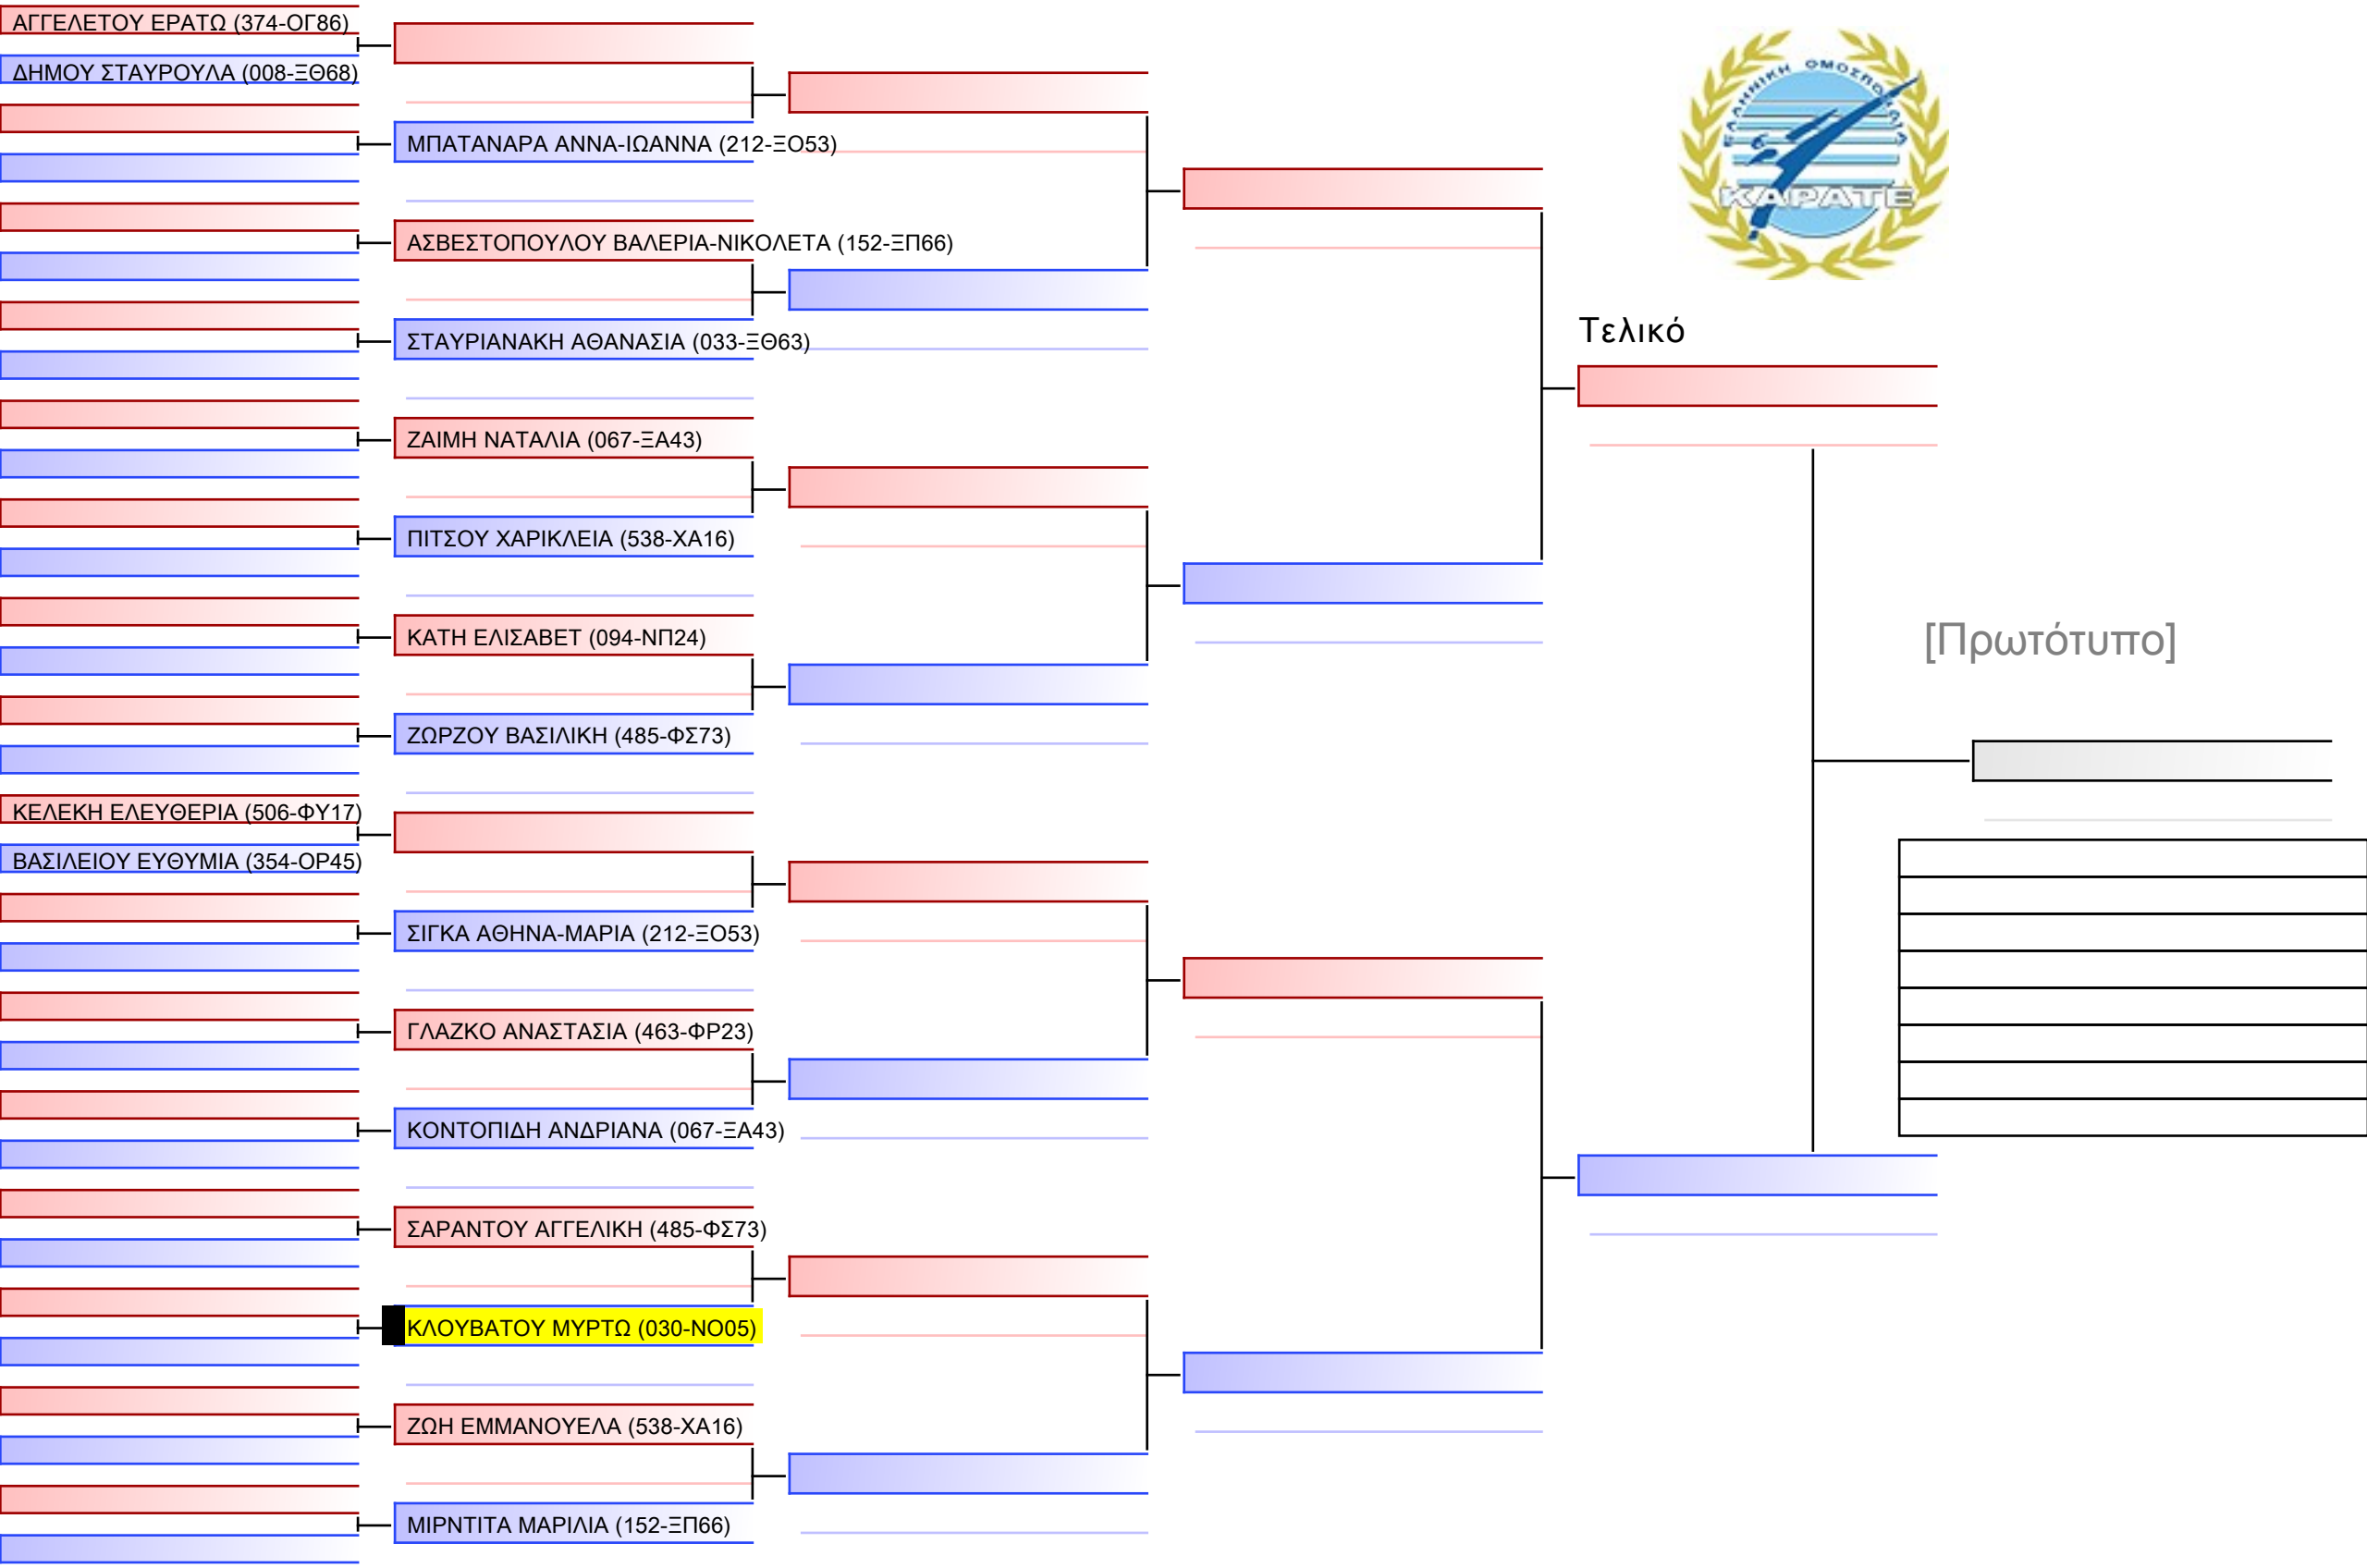 ΑΓΓΕΛΕΤΟΥ ΕΡΑΤΩ (374-ΟΓ86)
ΔΗΜΟΥ ΣΤΑΥΡΟΥΛΑ (008-ΞΘ68)
ΜΠΑΤΑΝΑΡΑ ΑΝΝΑ-ΙΩΑΝΝΑ (212-ΞΟ53)
ΑΣΒΕΣΤΟΠΟΥΛΟΥ ΒΑΛΕΡΙΑ-ΝΙΚΟΛΕΤΑ (152-ΞΠ66)
ΣΤΑΥΡΙΑΝΑΚΗ ΑΘΑΝΑΣΙΑ (033-ΞΘ63)
ΖΑΙΜΗ ΝΑΤΑΛΙΑ (067-ΞΑ43)
ΠΙΤΣΟΥ ΧΑΡΙΚΛΕΙΑ (538-ΧΑ16)
ΚΑΤΗ ΕΛΙΣΑΒΕΤ (094-ΝΠ24)
ΖΩΡΖΟΥ ΒΑΣΙΛΙΚΗ (485-ΦΣ73)
ΚΕΛΕΚΗ ΕΛΕΥΘΕΡΙΑ (506-ΦΥ17)
ΒΑΣΙΛΕΙΟΥ ΕΥΘΥΜΙΑ (354-ΟΡ45)
ΣΙΓΚΑ ΑΘΗΝΑ-ΜΑΡΙΑ (212-ΞΟ53)
ΓΛΑΖΚΟ ΑΝΑΣΤΑΣΙΑ (463-ΦΡ23)
ΚΟΝΤΟΠΙΔΗ ΑΝΔΡΙΑΝΑ (067-ΞΑ43)
ΣΑΡΑΝΤΟΥ ΑΓΓΕΛΙΚΗ (485-ΦΣ73)
ΚΛΟΥΒΑΤΟΥ ΜΥΡΤΩ (030-ΝΟ05)
ΖΩΗ ΕΜΜΑΝΟΥΕΛΑ (538-ΧΑ16)
ΜΙΡΝΤΙΤΑ ΜΑΡΙΛΙΑ (152-ΞΠ66)
ΕΛΛΗΝΙΚΗ ΟΜΟΣΠΟΝΔΙΑ
ΚΑΡΑΤΕ
Τελικό
[Πρωτότυπο]